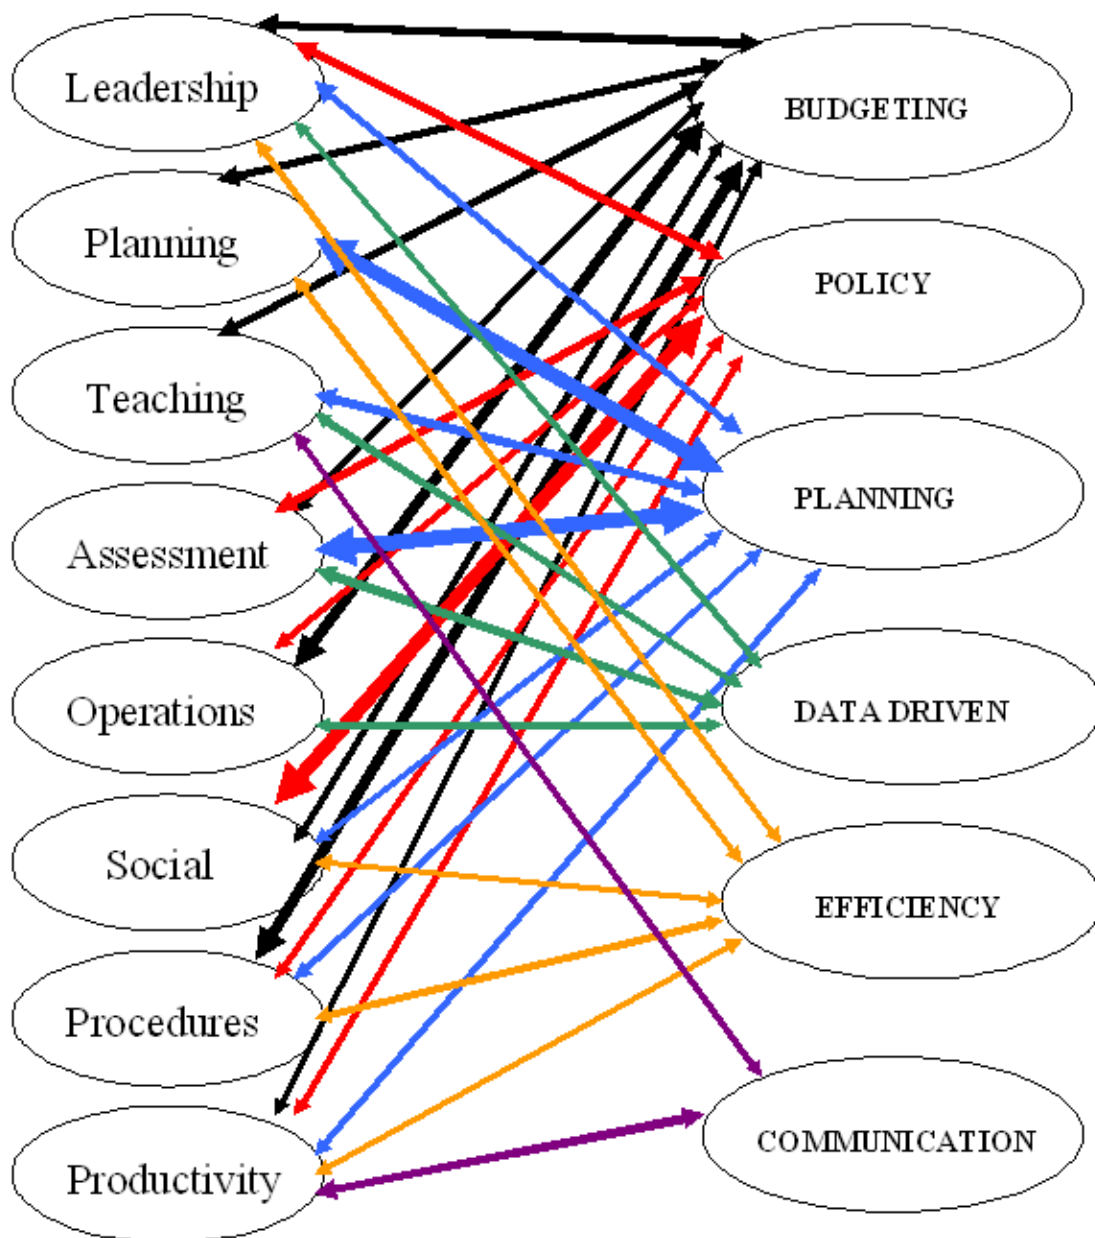 Leadership
Planning
Teaching
Assessment
Operations
Social
Procedures
Productivity
BUDGETING
POLICY
PLANNING
DATA DRIVEN
EFFICIENCY
COMMUNICATION